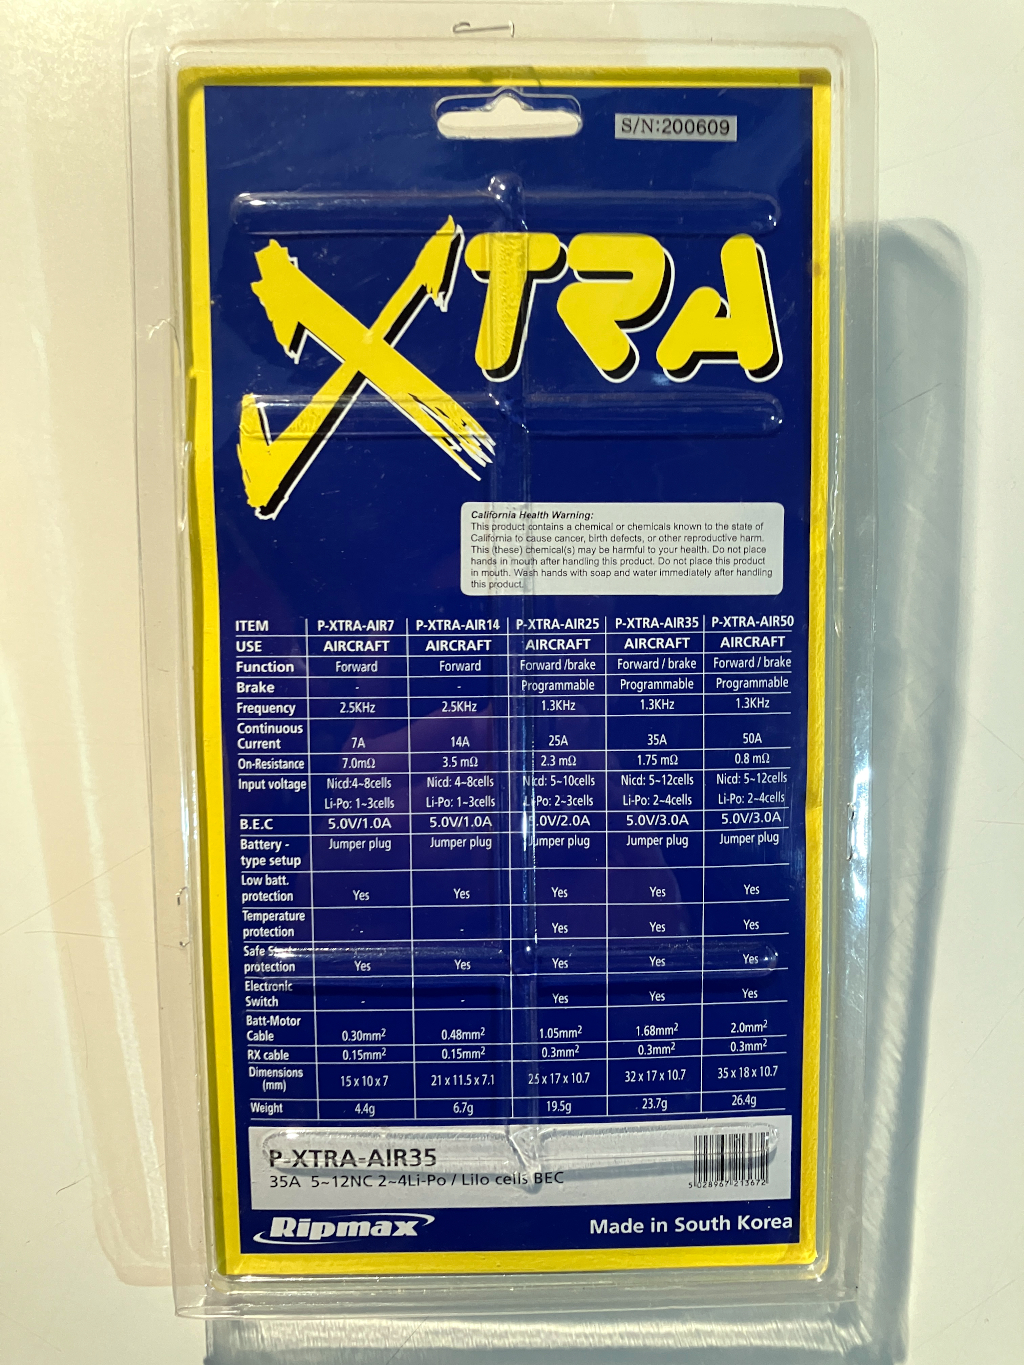 S/N:200609
XTRA
California Health Warning:
This product contains a chemical or chemicals known to the state of
California to cause cancer, birth defects, or other reproductive harm.
This (these) chemical(s) may be harmful to your health. Do not place
hands in mouth after handling this product. Do not place this product
in mouth. Wash hands with soap and water immediately after handling
this product.
ITEM P-XTRA-AIR7 P-XTRA-AIR14 P-XTRA-AIR25 P-XTRA-AIR35 P-XTRA-AIR50
USE AIRCRAFT AIRCRAFT AIRCRAFT AIRCRAFT AIRCRAFT
Function Forward Forward Forward /brake Forward / brake Forward / brake
Brake - - Programmable Programmable Programmable
Frequency 2.5KHz 2.5KHz 1.3KHz 1.3KHz 1.3KHz
Continuous
Current 7A 14A 25A 35A 50A
On-Resistance 7.0mΩ 3.5 mΩ 2.3 mΩ 1.75 mΩ 0.8 mΩ
Input voltage Nicd:4~8cells Nicd: 4~8cells Nicd: 5~10cells Nicd: 5~12cells Nicd: 5~12cells
Li-Po: 1~3cells Li-Po: 1~3cells Li-Po: 2~3cells Li-Po: 2~4cells Li-Po: 2~4cells
B.E.C 5.0V/1.0A 5.0V/1.0A 5.0V/2.0A 5.0V/3.0A 5.0V/3.0A
Battery - Jumper plug Jumper plug Jumper plug Jumper plug Jumper plug
type setup
Low batt.
protection Yes Yes Yes Yes Yes
Temperature
protection - - Yes Yes Yes
Safe Start
protection Yes Yes Yes Yes Yes
Electronic
Switch - - Yes Yes Yes
Batt-Motor
Cable 0.30mm² 0.48mm² 1.05mm² 1.68mm² 2.0mm²
RX cable 0.15mm² 0.15mm² 0.3mm² 0.3mm² 0.3mm²
Dimensions 15 x 10 x 7 21 x 11.5 x 7.1 25 x 17 x 10.7 32 x 17 x 10.7 35 x 18 x 10.7
(mm)
Weight 4.4g 6.7g 19.5g 23.7g 26.4g
P-XTRA-AIR35
35A 5~12NC 2~4Li-Po / Lilo cells BEC
5 028967 213672
Ripmax
Made in South Korea